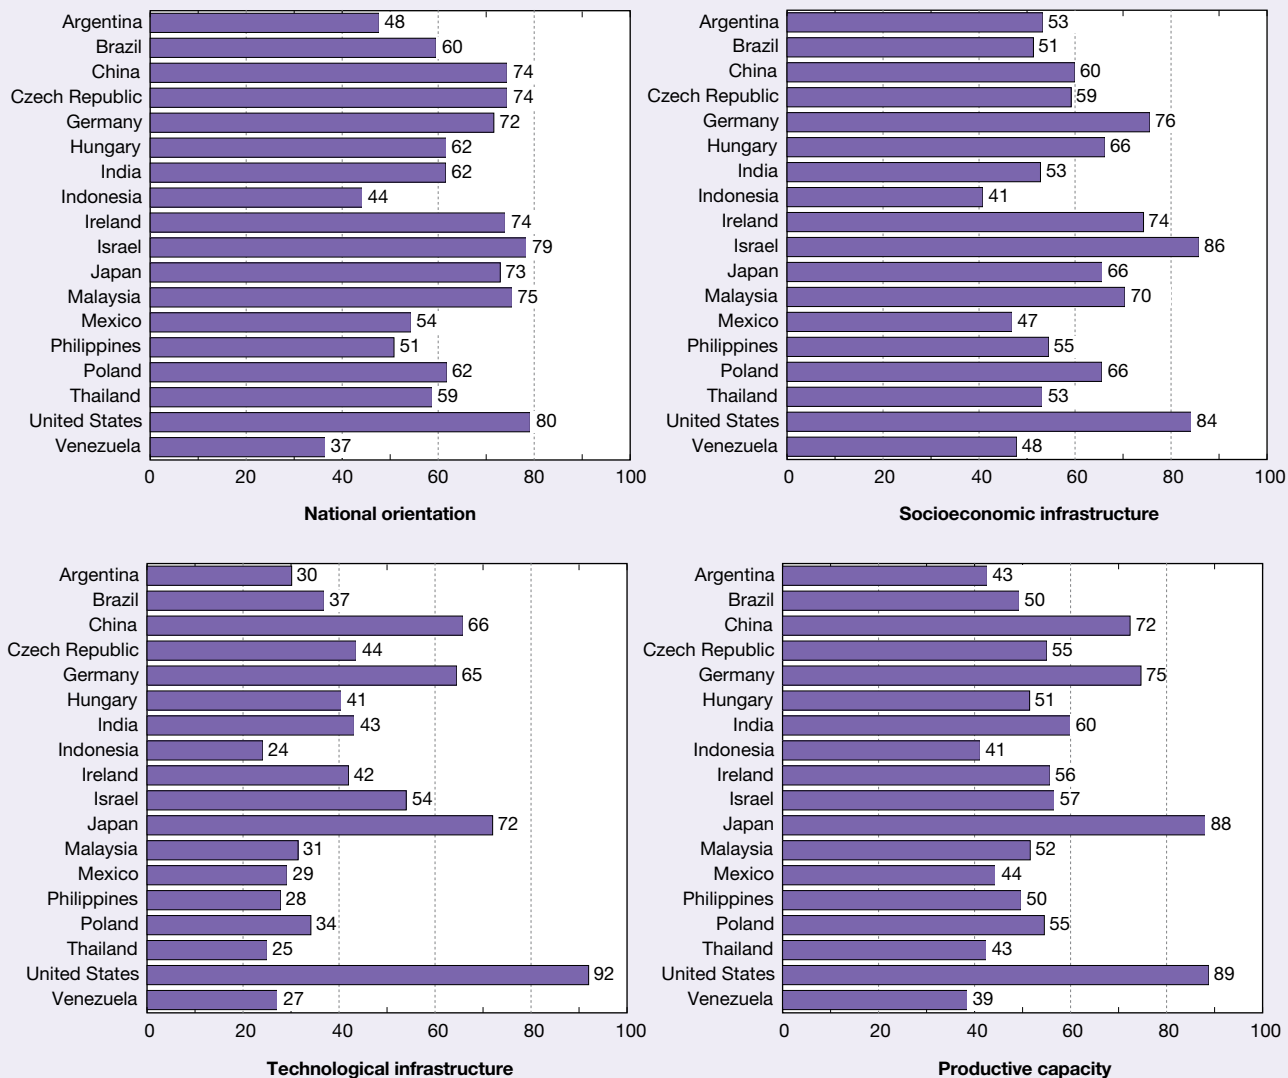 Argentina 48
Brazil 60
China 74
Czech Republic 74
Germany 72
Hungary 62
India 62
Indonesia 44
Ireland 74
Israel 79
Japan 73
Malaysia 75
Mexico 54
Philippines 51
Poland 62
Thailand 59
United States 80
Venezuela 37
0 20 40 60 80 100
National orientation
Argentina 53
Brazil 51
China 60
Czech Republic 59
Germany 76
Hungary 66
India 53
Indonesia 41
Ireland 74
Israel 86
Japan 66
Malaysia 70
Mexico 47
Philippines 55
Poland 66
Thailand 53
United States 84
Venezuela 48
0 20 40 60 80 100
Socioeconomic infrastructure
Argentina 30
Brazil 37
China 66
Czech Republic 44
Germany 65
Hungary 41
India 43
Indonesia 24
Ireland 42
Israel 54
Japan 72
Malaysia 31
Mexico 29
Philippines 28
Poland 34
Thailand 25
United States 92
Venezuela 27
0 20 40 60 80 100
Technological infrastructure
Argentina 43
Brazil 50
China 72
Czech Republic 55
Germany 75
Hungary 51
India 60
Indonesia 41
Ireland 56
Israel 57
Japan 88
Malaysia 52
Mexico 44
Philippines 50
Poland 55
Thailand 43
United States 89
Venezuela 39
0 20 40 60 80 100
Productive capacity